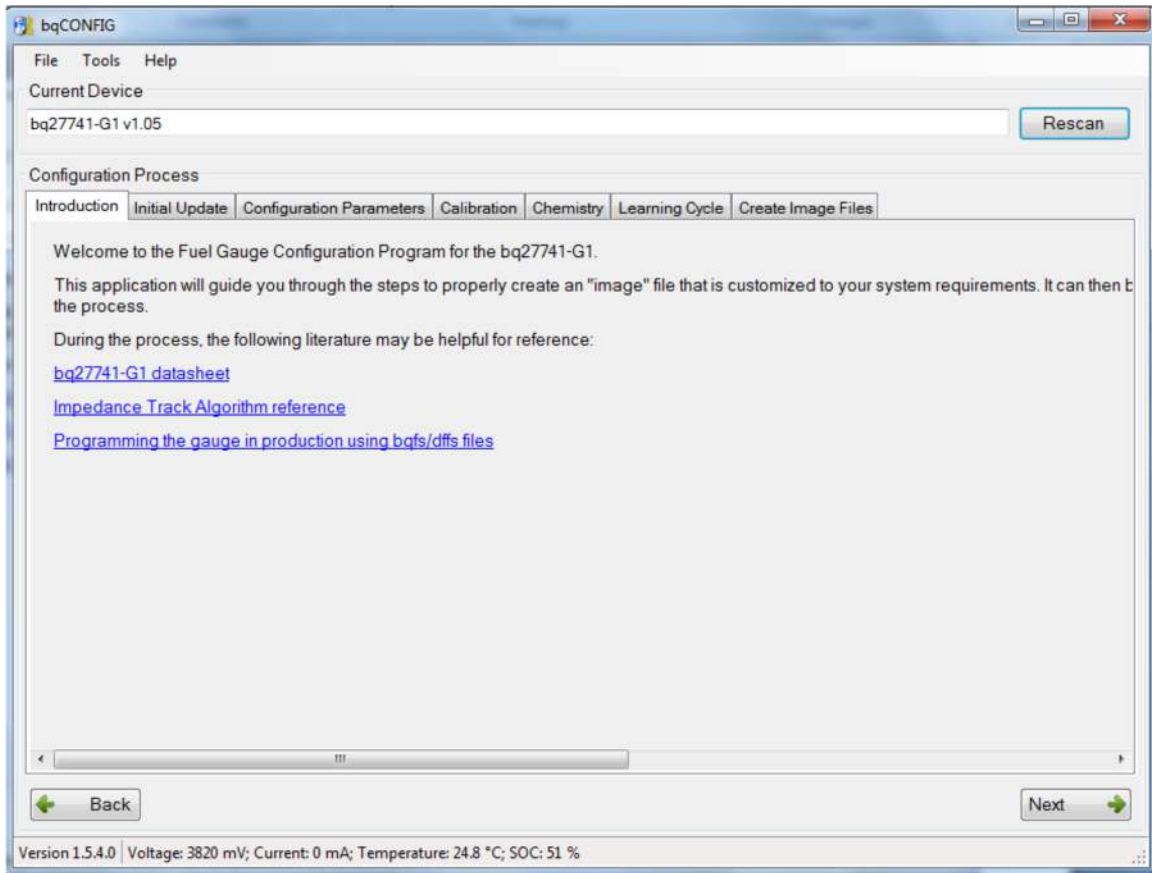 bqCONFIG
File Tools Help
Current Device
bq27741-G1 v1.05
Rescan
Configuration Process
Introduction Initial Update Configuration Parameters Calibration Chemistry Learning Cycle Create Image Files
Welcome to the Fuel Gauge Configuration Program for the bq27741-G1.
This application will guide you through the steps to properly create an "image" file that is customized to your system requirements. It can then b
the process.
During the process, the following literature may be helpful for reference:
bq27741-G1 datasheet
Impedance Track Algorithm reference
Programming the gauge in production using bqfs/dffs files
Back
Next
Version 1.5.4.0 Voltage: 3820 mV; Current: 0 mA; Temperature: 24.8 °C; SOC: 51 %